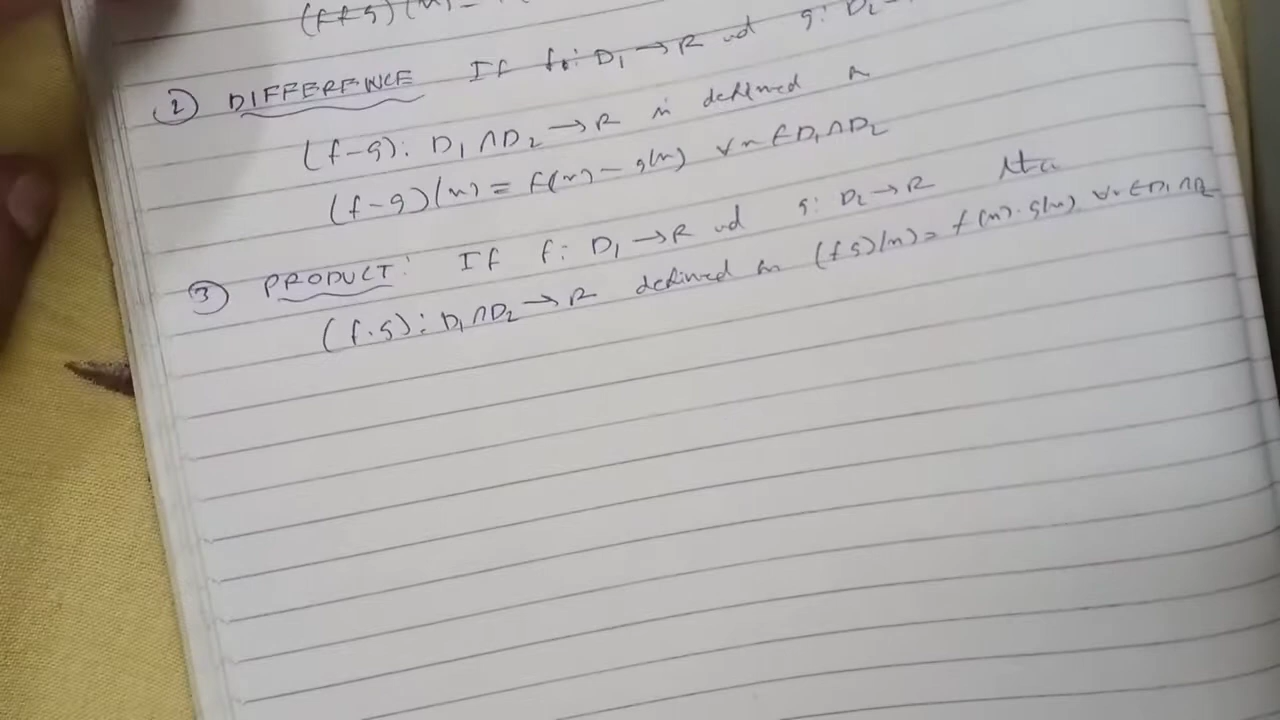 (f+g)(x) =
② DIFFERENCE If f: D₁ → R and g: D₂
(f-g): D₁ ∩ D₂ → R is defined as
(f-g)(x) = f(x) - g(x) ∀ x ∈ D₁ ∩ D₂
③ PRODUCT: If f: D₁ → R and g: D₂ → R then
(f.g): D₁ ∩ D₂ → R defined as (fg)(x) = f(x).g(x) ∀ x ∈ D₁ ∩ D₂